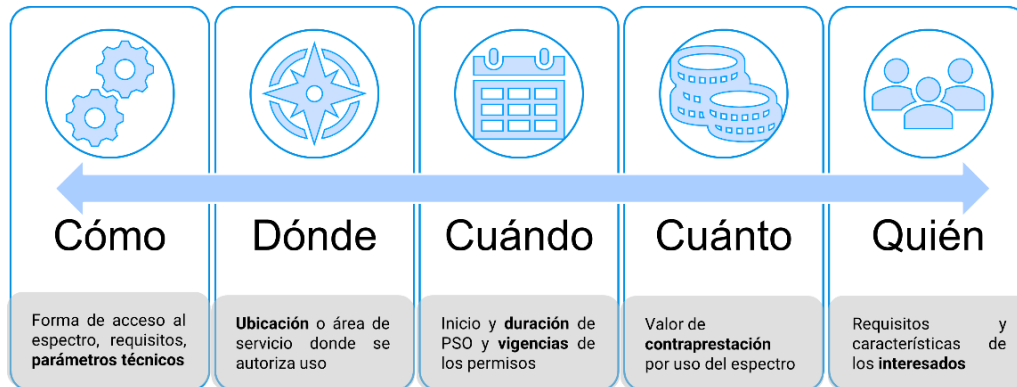 Cómo
Forma de acceso al
espectro, requisitos,
parámetros técnicos
Dónde
Ubicación o área de
servicio donde se
autoriza uso
Cuándo
Inicio y duración de
PSO y vigencias de
los permisos
Cuánto
Valor de
contraprestación
por uso del espectro
Quién
Requisitos y
características de
los interesados